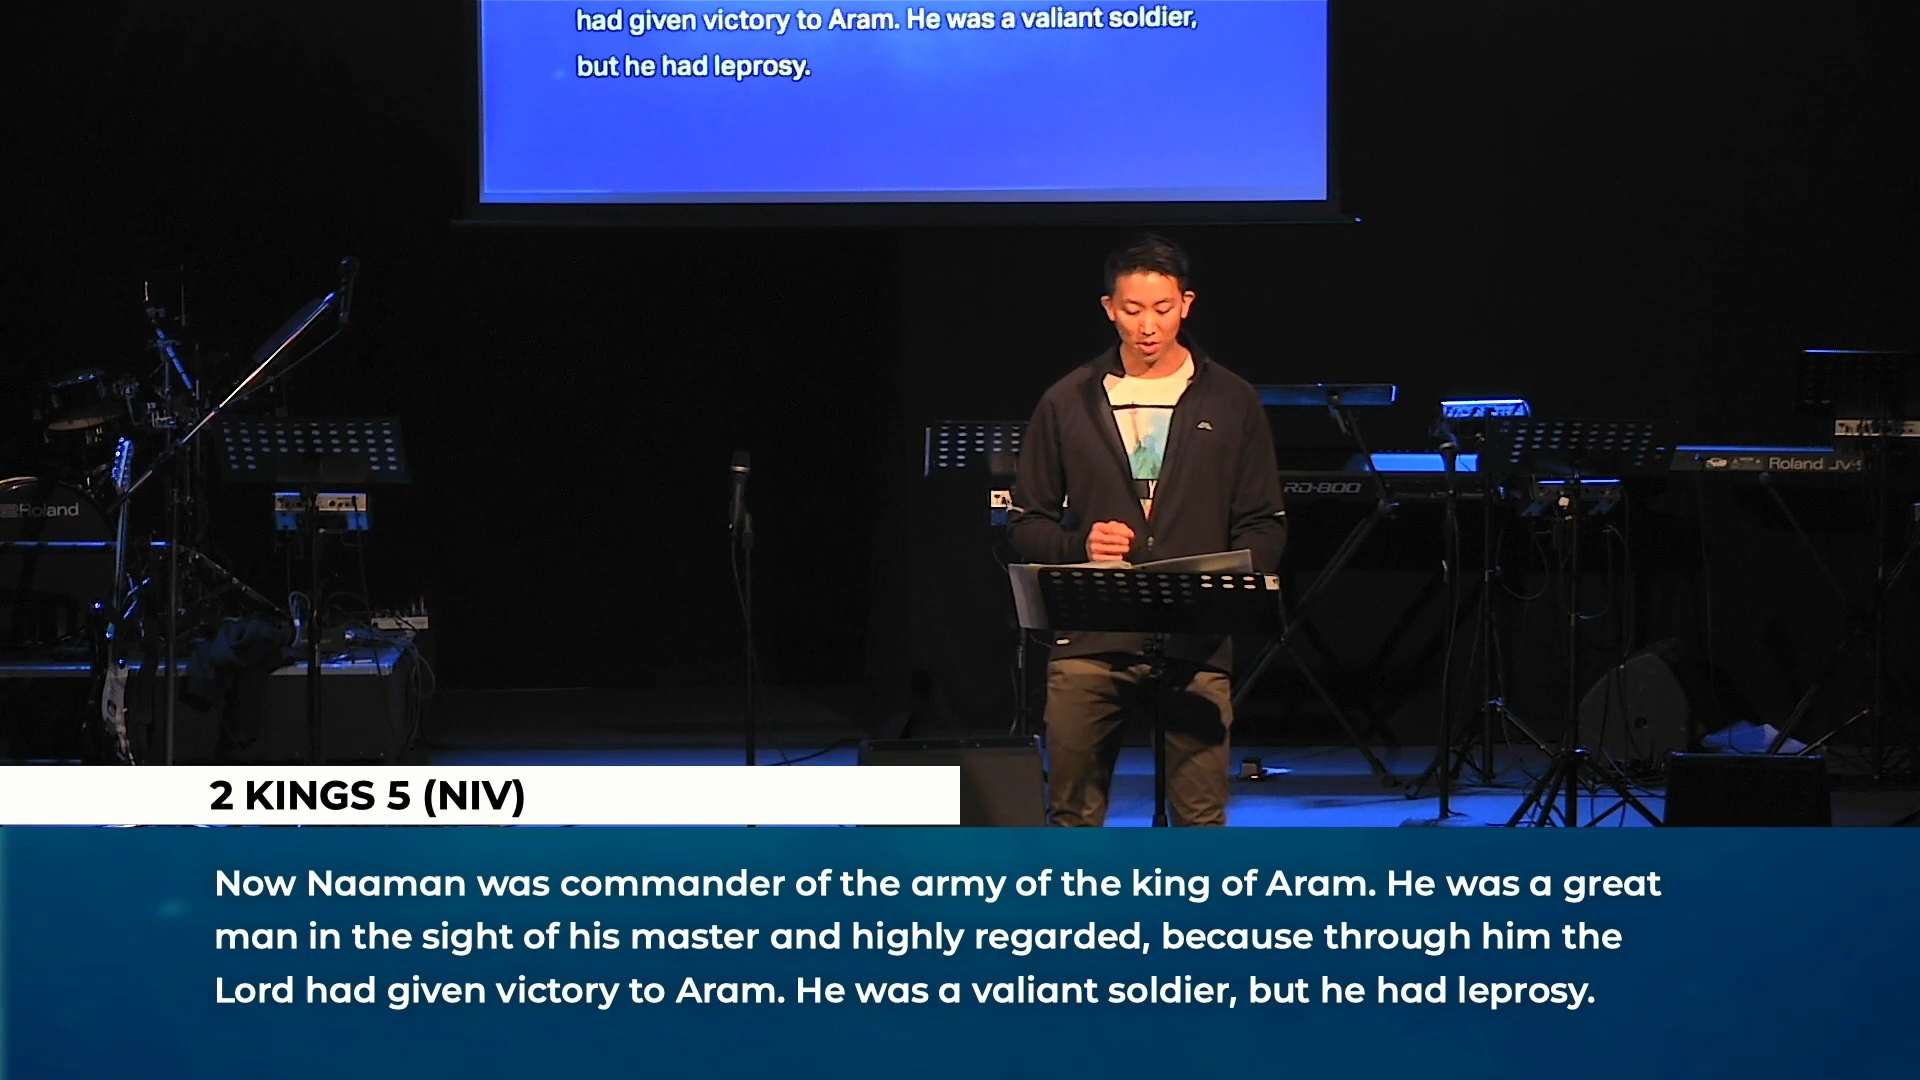 had given victory to Aram. He was a valiant soldier,
but he had leprosy.
Roland
RD-800
Roland JV-
2 KINGS 5 (NIV)
Now Naaman was commander of the army of the king of Aram. He was a great
man in the sight of his master and highly regarded, because through him the
Lord had given victory to Aram. He was a valiant soldier, but he had leprosy.